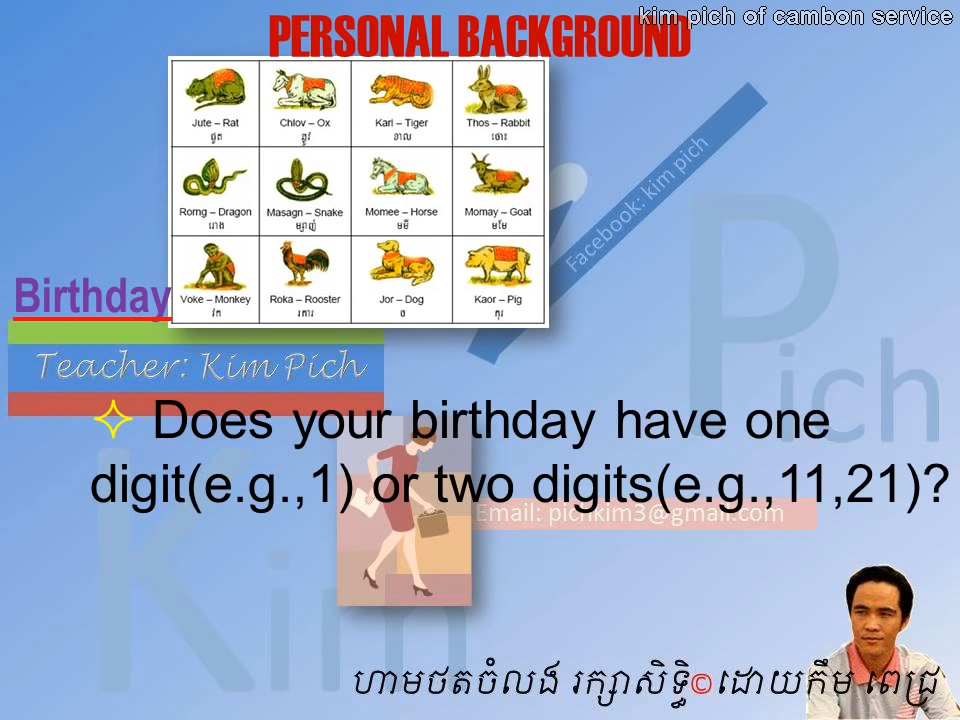 kim pich of cambon service
PERSONAL BACKGROUND
Jute – Rat
ជូត
Chlov – Ox
ឆ្លូវ
Karl – Tiger
ខាល
Thos – Rabbit
ថោះ
Rorng – Dragon
រោង
Masagn – Snake
ម្សាញ់
Momee – Horse
មមី
Momay – Goat
មមែ
Voke – Monkey
វក
Roka – Rooster
រកា
Jor – Dog
ច
Kaor – Pig
កុរ
Facebook: kim pich
Birthday
Teacher: Kim Pich
Does your birthday have one
digit(e.g.,1) or two digits(e.g.,11,21)?
Email: pichkim3@gmail.com
Kim
Pich
ហាមថតចំលង រក្សាសិទ្ធិ©ដោយកឹម ពេជ្រ